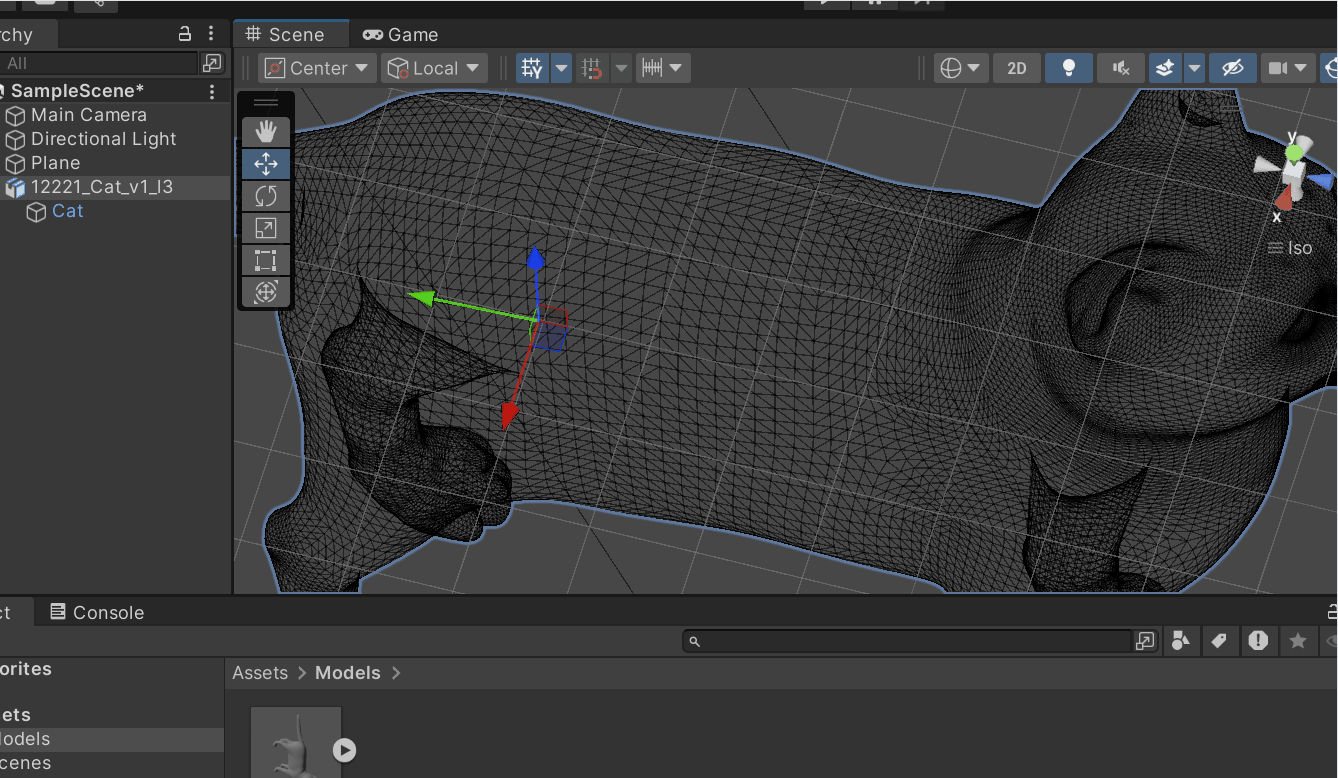 rchy
Scene
Game
All
Center
Local
2D
SampleScene*
Main Camera
Directional Light
Plane
12221_Cat_v1_l3
Cat
y
x
Iso
ct
Console
orites
Assets > Models >
ets
odels
cenes